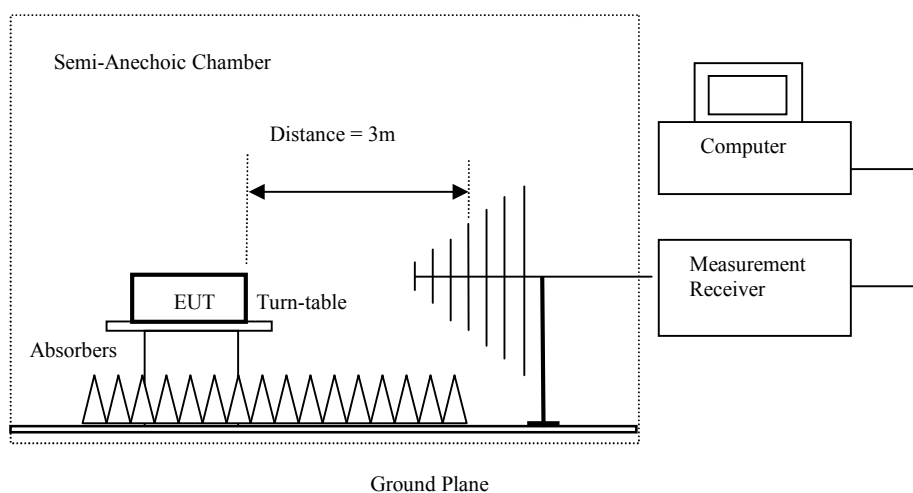 Semi-Anechoic Chamber
Distance = 3m
Computer
Measurement
Receiver
EUT
Turn-table
Absorbers
Ground Plane